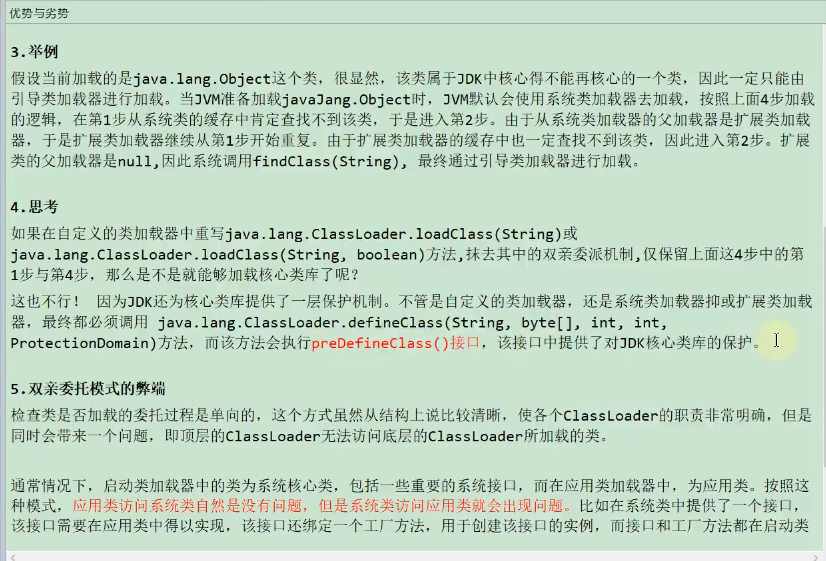 优势与劣势
3.举例
假设当前加载的是java.lang.Object这个类，很显然，该类属于JDK中核心得不能再核心的一个类，因此一定只能由
引导类加载器进行加载。当JVM准备加载javaJang.Object时，JVM默认会使用系统类加载器去加载，按照上面4步加载
的逻辑，在第1步从系统类的缓存中肯定查找不到该类，于是进入第2步。由于从系统类加载器的父加载器是扩展类加载
器，于是扩展类加载器继续从第1步开始重复。由于扩展类加载器的缓存中也一定查找不到该类，因此进入第2步。扩展
类的父加载器是null,因此系统调用findClass(String), 最终通过引导类加载器进行加载。
4.思考
如果在自定义的类加载器中重写java.lang.ClassLoader.loadClass(String)或
java.lang.ClassLoader.loadClass(String, boolean)方法,抹去其中的双亲委派机制,仅保留上面这4步中的第
1步与第4步，那么是不是就能够加载核心类库了呢？
这也不行！ 因为JDK还为核心类库提供了一层保护机制。不管是自定义的类加载器，还是系统类加载器抑或扩展类加载
器，最终都必须调用 java.lang.ClassLoader.defineClass(String, byte[], int, int,
ProtectionDomain)方法，而该方法会执行preDefineClass()接口，该接口中提供了对JDK核心类库的保护。
5.双亲委托模式的弊端
检查类是否加载的委托过程是单向的，这个方式虽然从结构上说比较清晰，使各个ClassLoader的职责非常明确，但是
同时会带来一个问题，即顶层的ClassLoader无法访问底层的ClassLoader所加载的类。
通常情况下，启动类加载器中的类为系统核心类，包括一些重要的系统接口，而在应用类加载器中，为应用类。按照这
种模式，应用类访问系统类自然是没有问题，但是系统类访问应用类就会出现问题。比如在系统类中提供了一个接口，
该接口需要在应用类中得以实现，该接口还绑定一个工厂方法，用于创建该接口的实例，而接口和工厂方法都在启动类